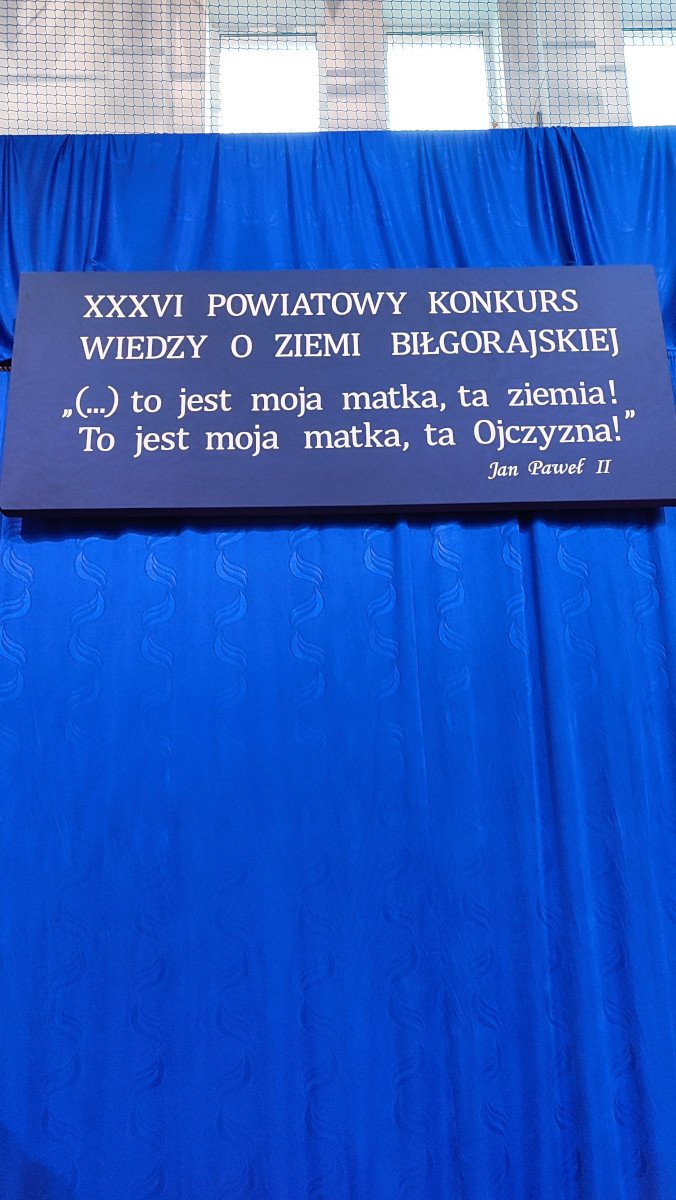 XXXVI POWIATOWY KONKURS
WIEDZY O ZIEMI BIŁGORAJSKIEJ
„(...) to jest moja matka, ta ziemia!
To jest moja matka, ta Ojczyzna!”
Jan Paweł II